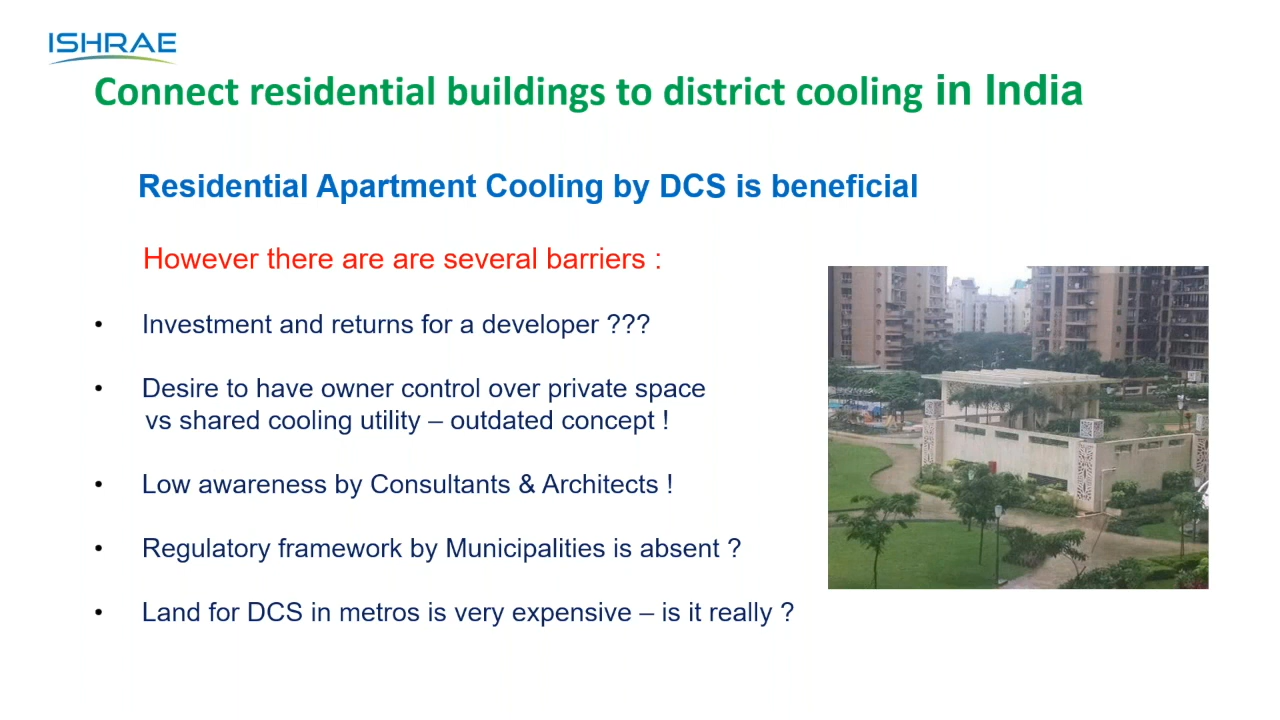 ISHRAE
Connect residential buildings to district cooling in India
Residential Apartment Cooling by DCS is beneficial
However there are are several barriers :
• Investment and returns for a developer ???
• Desire to have owner control over private space
vs shared cooling utility – outdated concept !
• Low awareness by Consultants & Architects !
• Regulatory framework by Municipalities is absent ?
• Land for DCS in metros is very expensive – is it really ?